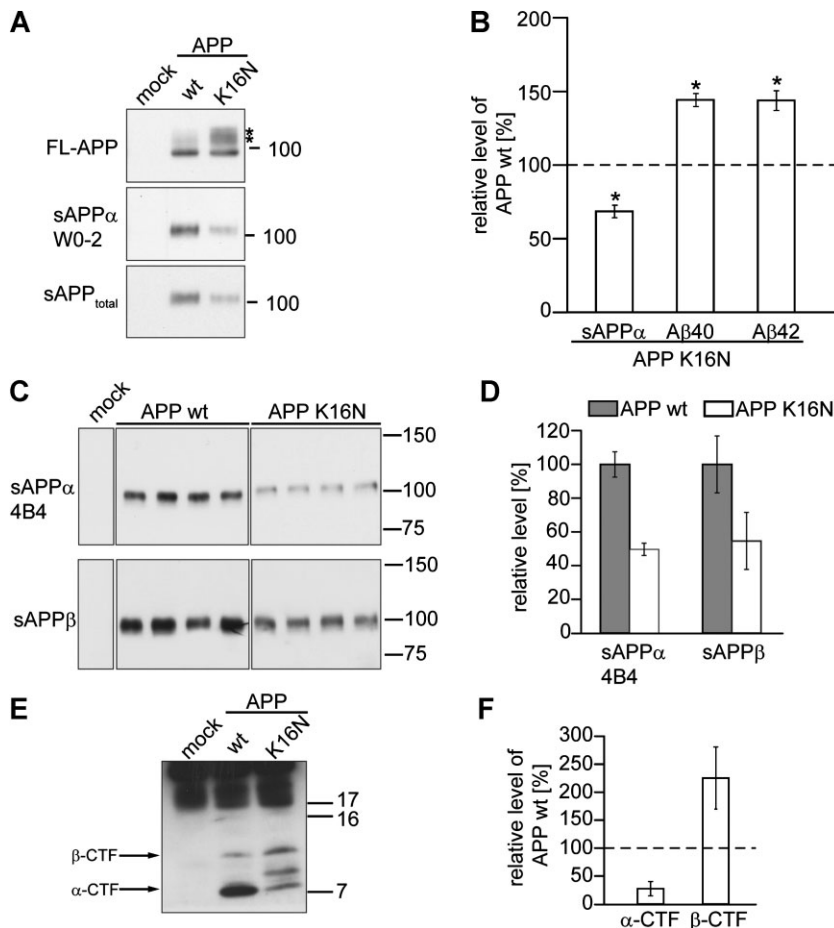 A
APP
mock
wt
K16N
FL-APP
*
*
100
sAPPα
W0-2
100
sAPPtotal
100
B
relative level of
APP wt [%]
200
150
100
50
0
*
*
*
sAPPα
Aβ40
Aβ42
APP K16N
C
mock
APP wt
APP K16N
sAPPα
4B4
150
100
75
sAPPβ
150
100
75
D
APP wt
APP K16N
relative level [%]
120
100
80
60
40
20
0
sAPPα
4B4
sAPPβ
E
APP
mock
wt
K16N
17
16
β-CTF
α-CTF
7
F
relative level of
APP wt [%]
300
250
200
150
100
50
0
α-CTF
β-CTF